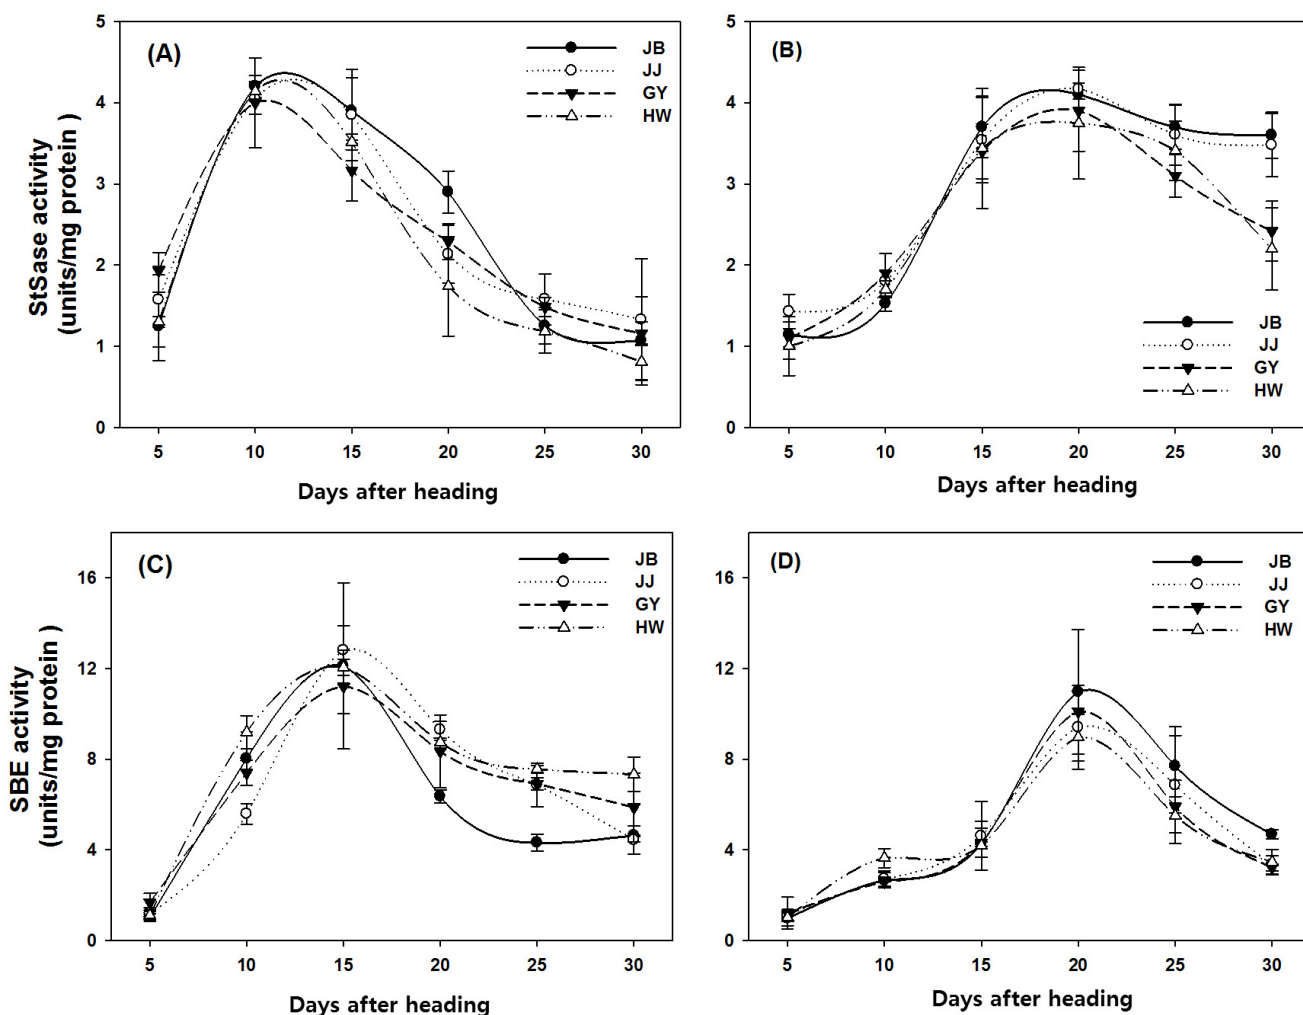 (A)
JB
JJ
GY
HW
StSase activity
(units/mg protein )
5
4
3
2
1
0
5 10 15 20 25 30
Days after heading
(B)
JB
JJ
GY
HW
5
4
3
2
1
0
5 10 15 20 25 30
Days after heading
(C)
JB
JJ
GY
HW
SBE activity
(units/mg protein )
16
12
8
4
0
5 10 15 20 25 30
Days after heading
(D)
JB
JJ
GY
HW
16
12
8
4
0
5 10 15 20 25 30
Days after heading